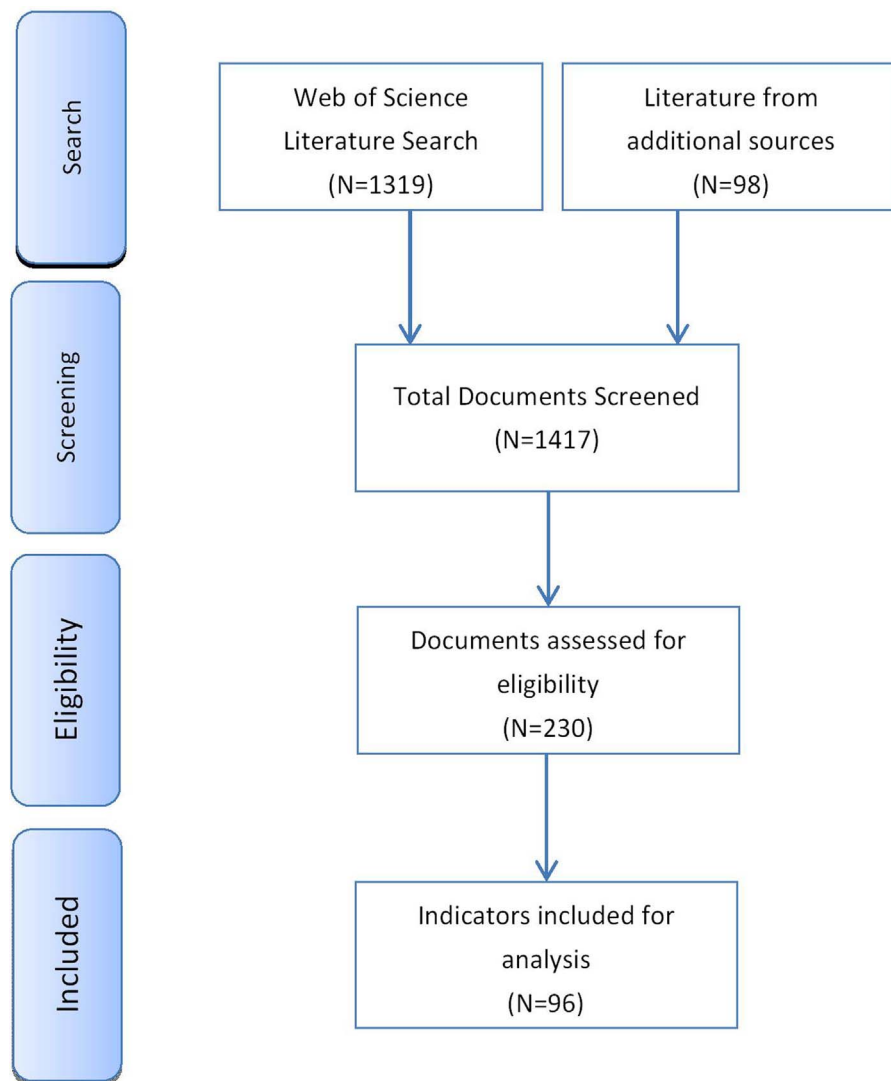 Search
Web of Science
Literature Search
(N=1319)
Literature from
additional sources
(N=98)
Screening
Total Documents Screened
(N=1417)
Eligibility
Documents assessed for
eligibility
(N=230)
Included
Indicators included for
analysis
(N=96)